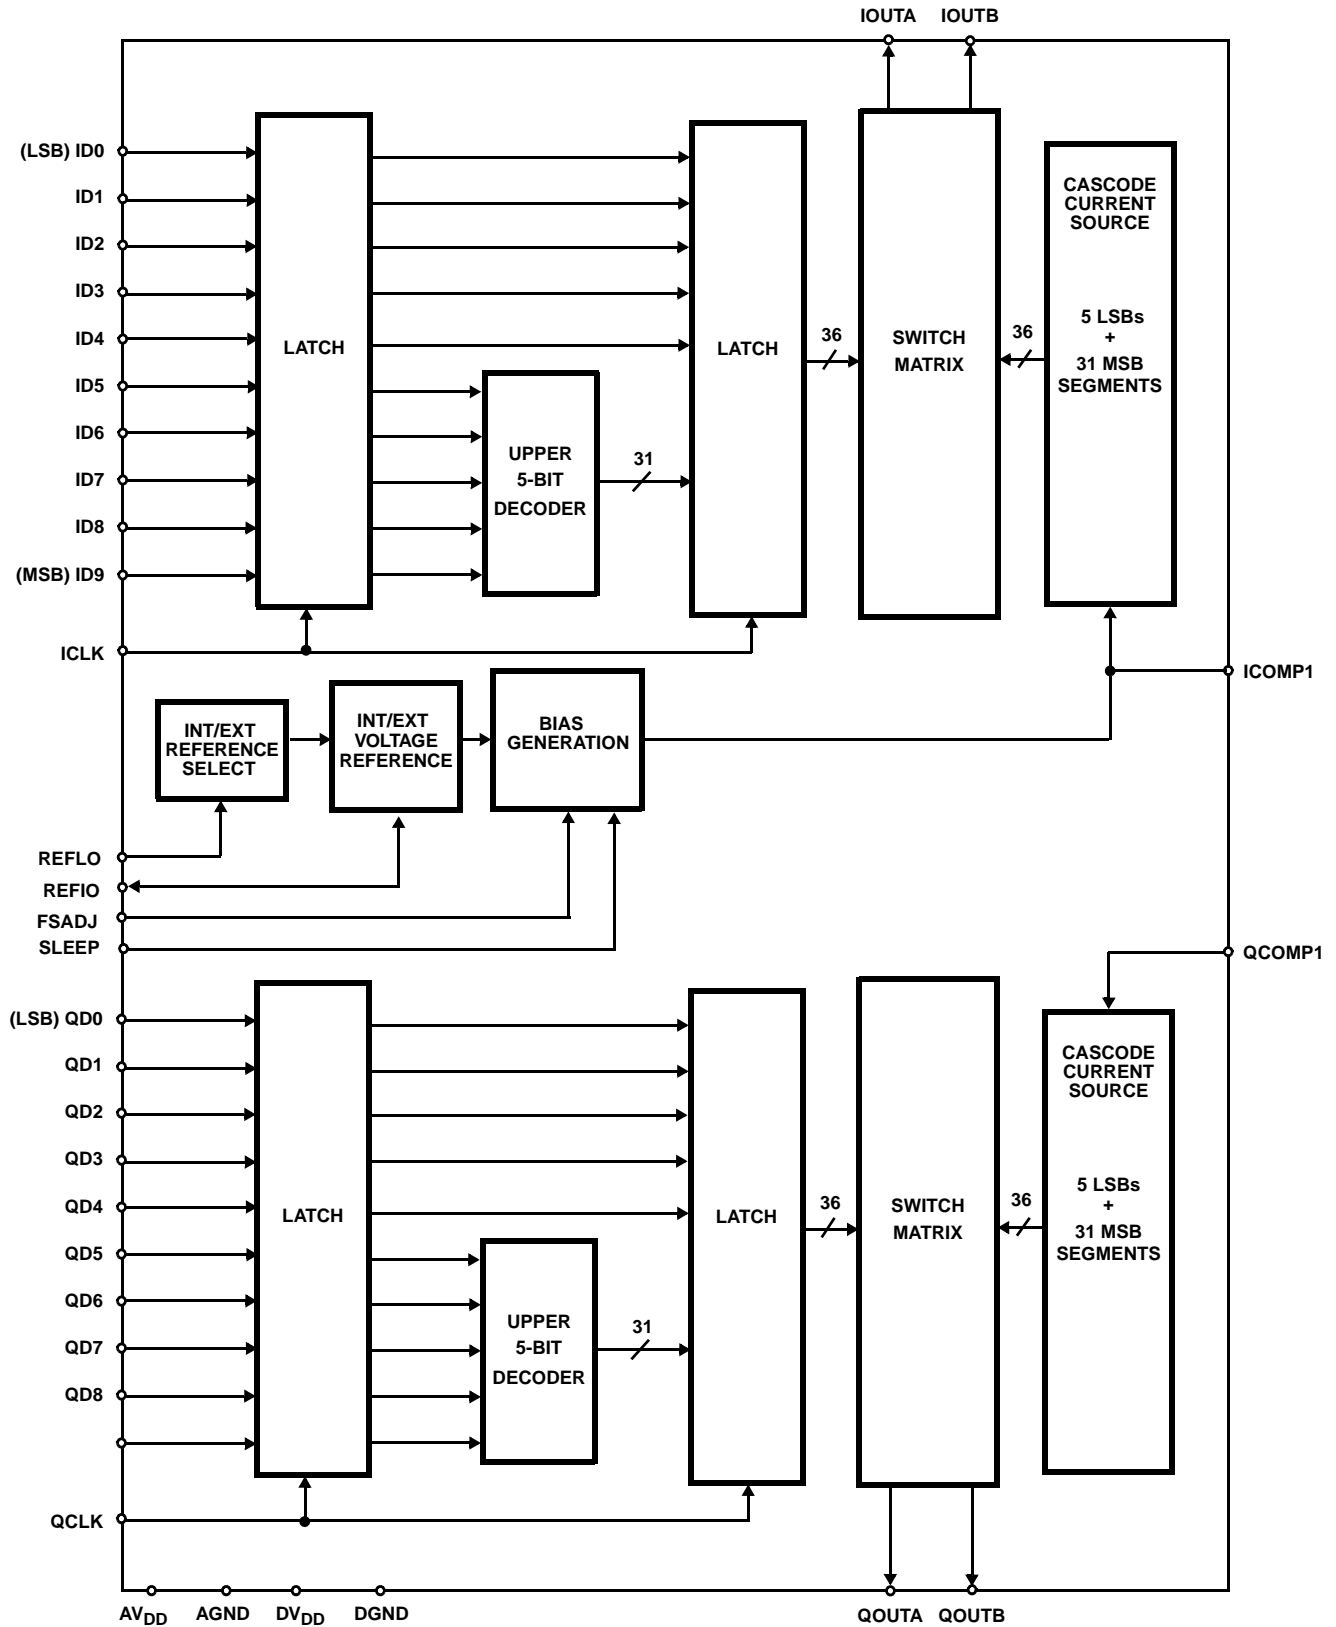 IOUTA IOUTB
(LSB) ID0
ID1
ID2
ID3
ID4
ID5
ID6
ID7
ID8
(MSB) ID9
ICLK
LATCH
UPPER
5-BIT
DECODER
31
LATCH
36
SWITCH
MATRIX
36
CASCODE
CURRENT
SOURCE
5 LSBs
+
31 MSB
SEGMENTS
ICOMP1
INT/EXT
REFERENCE
SELECT
INT/EXT
VOLTAGE
REFERENCE
BIAS
GENERATION
REFLO
REFIO
FSADJ
SLEEP
QCOMP1
(LSB) QD0
QD1
QD2
QD3
QD4
QD5
QD6
QD7
QD8
QCLK
LATCH
UPPER
5-BIT
DECODER
31
LATCH
36
SWITCH
MATRIX
36
CASCODE
CURRENT
SOURCE
5 LSBs
+
31 MSB
SEGMENTS
AVDD AGND DVDD DGND QOUTA QOUTB